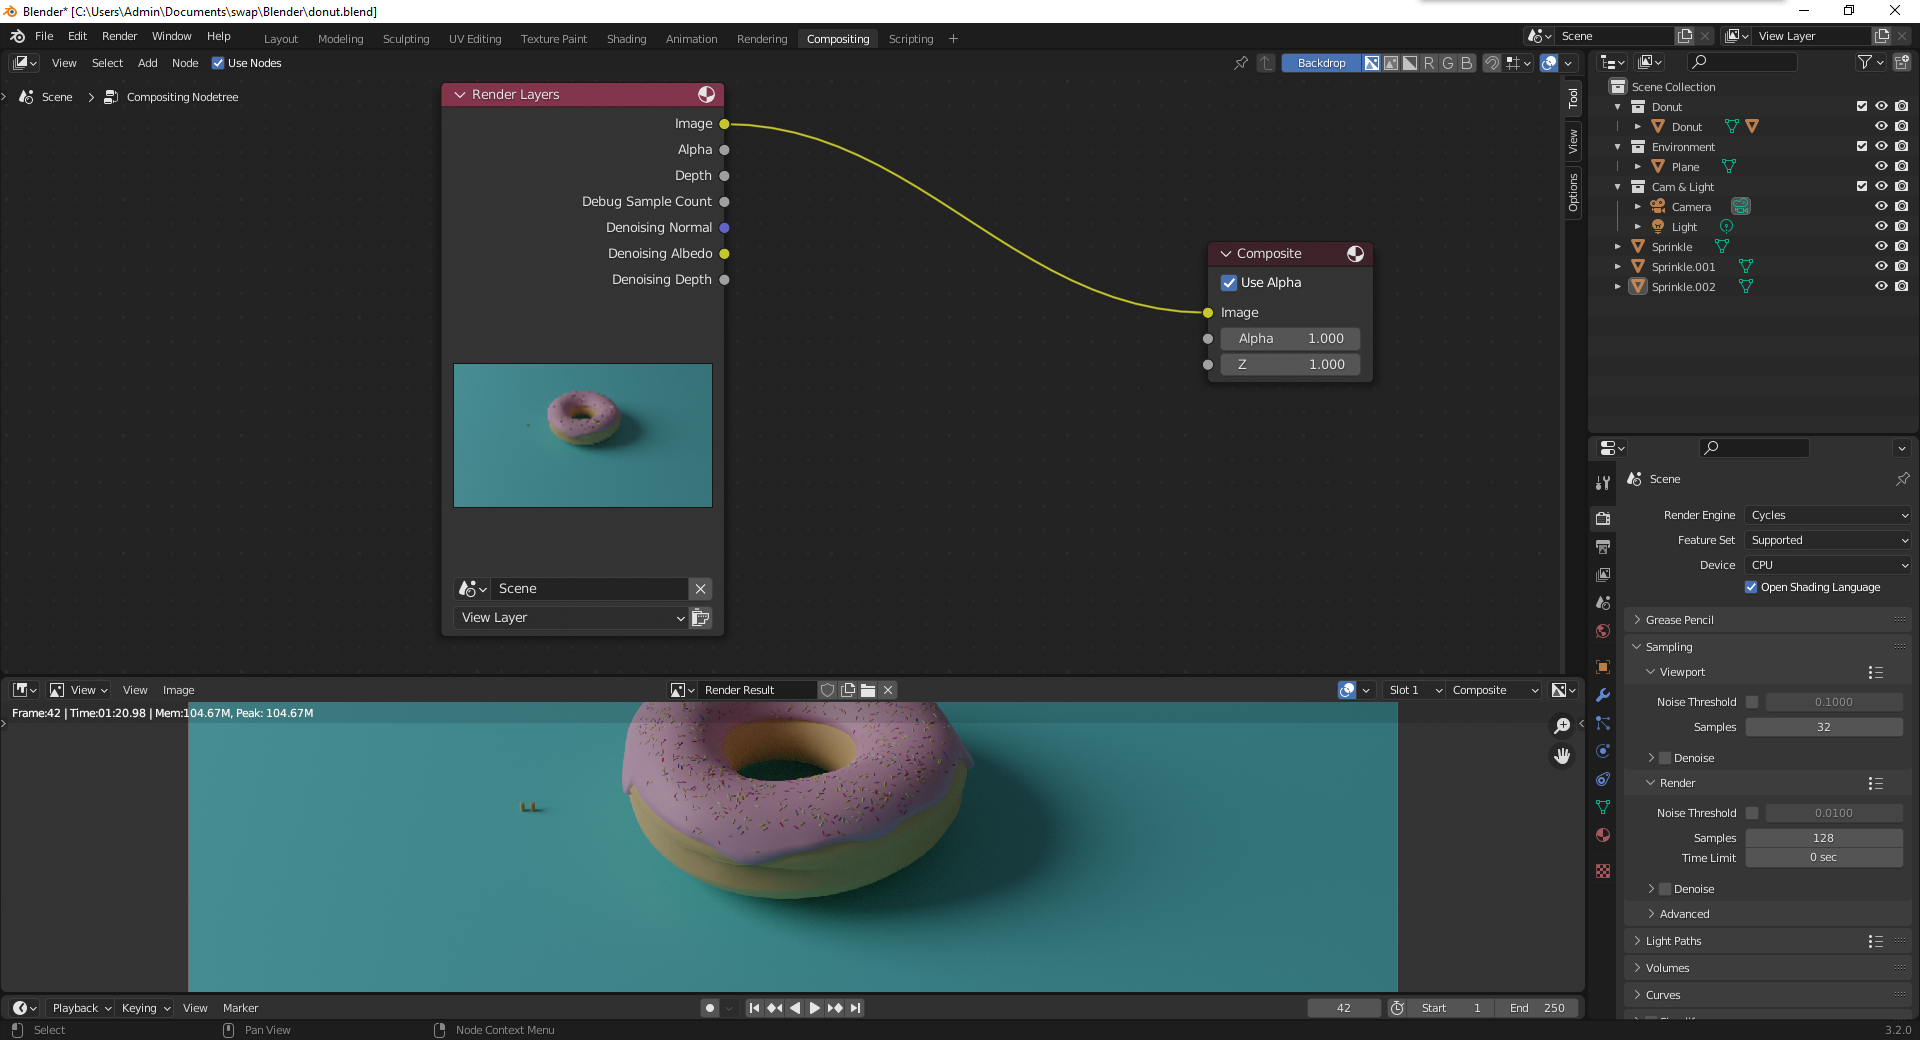 Blender* [C:\Users\Admin\Documents\swap\Blender\donut.blend]
File Edit Render Window Help Layout Modeling Sculpting UV Editing Texture Paint Shading Animation Rendering Compositing Scripting + Scene View Layer
View Select Add Node Use Nodes Backdrop R G B
Scene > Compositing Nodetree
Render Layers
Image
Alpha
Depth
Debug Sample Count
Denoising Normal
Denoising Albedo
Denoising Depth
Scene
View Layer
Composite
Use Alpha
Image
Alpha 1.000
Z 1.000
Tool
View
Options
Scene Collection
Donut
Donut
Environment
Plane
Cam & Light
Camera
Light
Sprinkle
Sprinkle.001
Sprinkle.002
Scene
Render Engine Cycles
Feature Set Supported
Device CPU
Open Shading Language
Grease Pencil
Sampling
Viewport
Noise Threshold 0.1000
Samples 32
Denoise
Render
Noise Threshold 0.0100
Samples 128
Time Limit 0 sec
Denoise
Advanced
Light Paths
Volumes
Curves
View View Image Render Result Slot 1 Composite
Frame:42 | Time:01:20.98 | Mem:104.67M, Peak: 104.67M
Playback Keying View Marker 42 Start 1 End 250
Select Pan View Node Context Menu 3.2.0